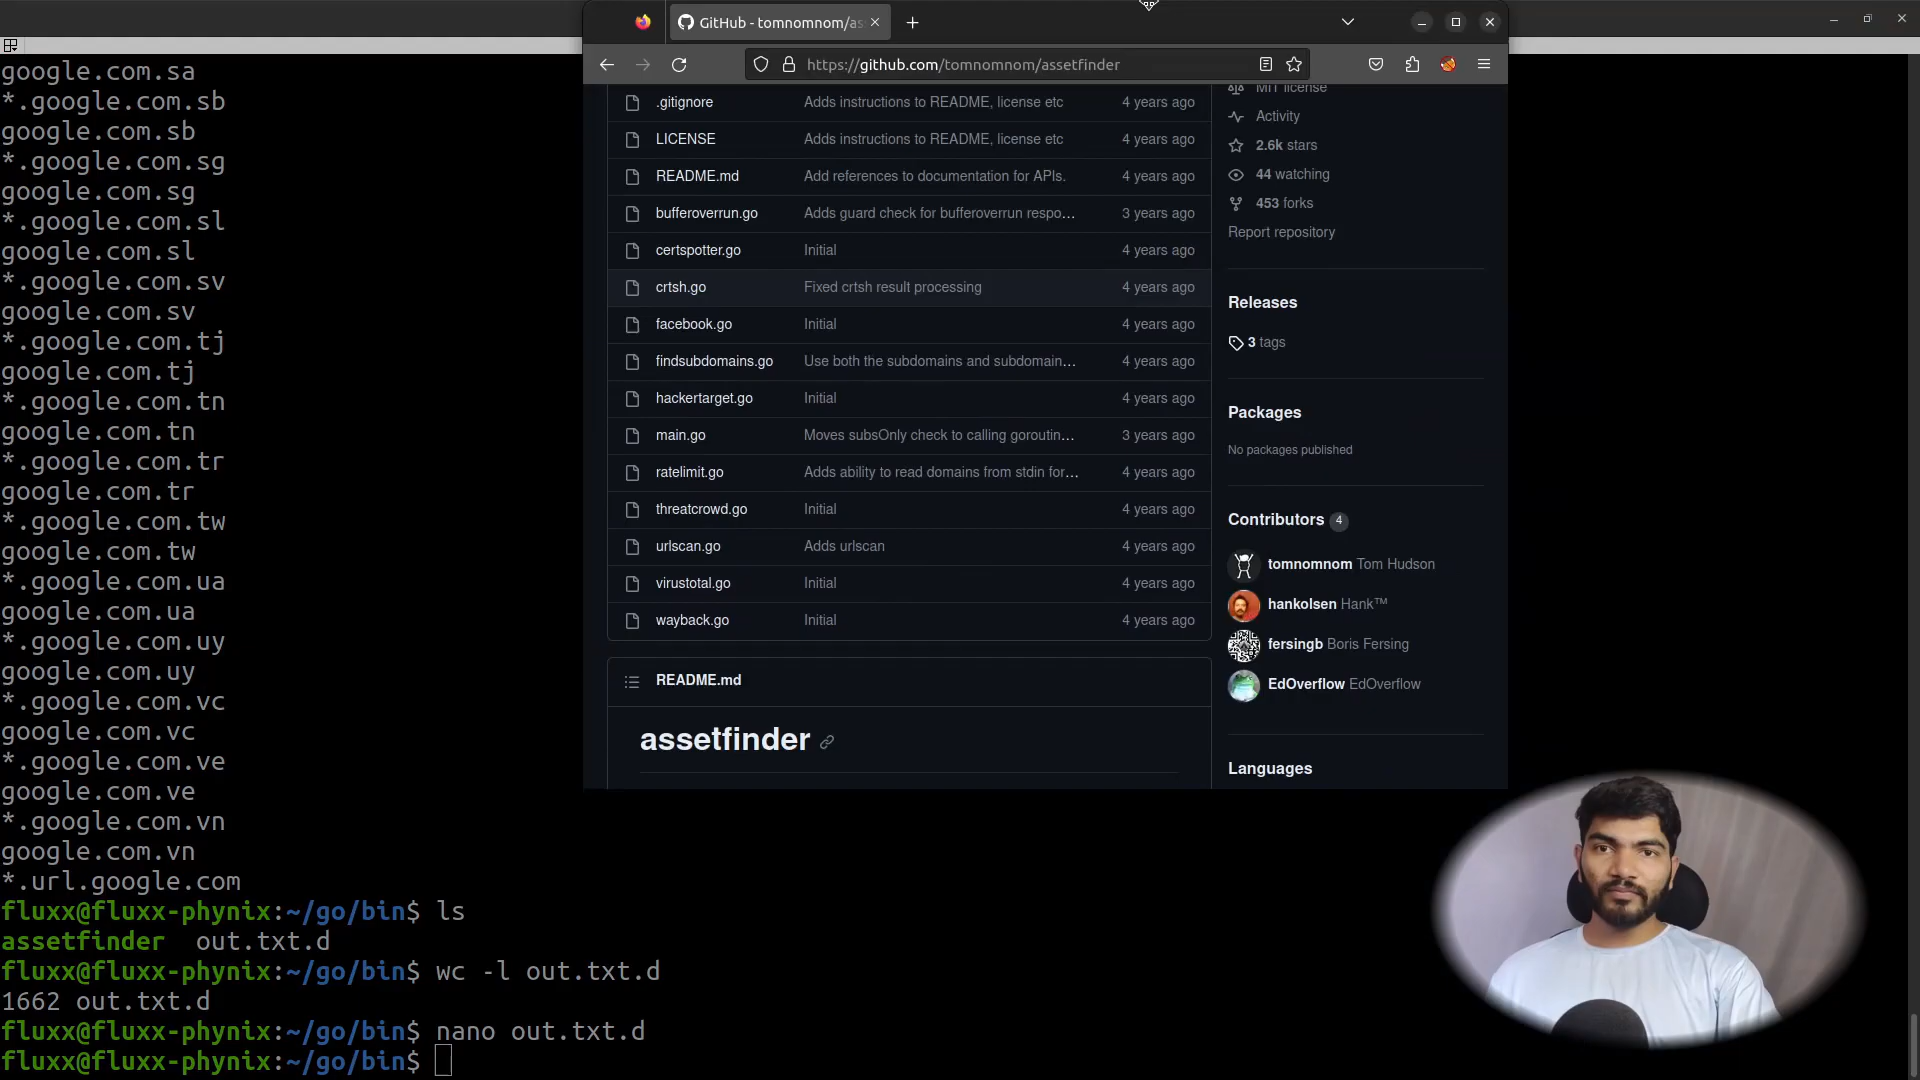 google.com.sa
*.google.com.sb
google.com.sb
*.google.com.sg
google.com.sg
*.google.com.sl
google.com.sl
*.google.com.sv
google.com.sv
*.google.com.tj
google.com.tj
*.google.com.tn
google.com.tn
*.google.com.tr
google.com.tr
*.google.com.tw
google.com.tw
*.google.com.ua
google.com.ua
*.google.com.uy
google.com.uy
*.google.com.vc
google.com.vc
*.google.com.ve
google.com.ve
*.google.com.vn
google.com.vn
*.url.google.com
fluxx@fluxx-phynix:~/go/bin$ ls
assetfinder out.txt.d
fluxx@fluxx-phynix:~/go/bin$ wc -l out.txt.d
1662 out.txt.d
fluxx@fluxx-phynix:~/go/bin$ nano out.txt.d
fluxx@fluxx-phynix:~/go/bin$
GitHub - tomnomnom/as
https://github.com/tomnomnom/assetfinder
.gitignore Adds instructions to README, license etc 4 years ago
LICENSE Adds instructions to README, license etc 4 years ago
README.md Add references to documentation for APIs. 4 years ago
bufferoverrun.go Adds guard check for bufferoverrun respo… 3 years ago
certspotter.go Initial 4 years ago
crtsh.go Fixed crtsh result processing 4 years ago
facebook.go Initial 4 years ago
findsubdomains.go Use both the subdomains and subdomain… 4 years ago
hackertarget.go Initial 4 years ago
main.go Moves subsOnly check to calling goroutin… 3 years ago
ratelimit.go Adds ability to read domains from stdin for… 4 years ago
threatcrowd.go Initial 4 years ago
urlscan.go Adds urlscan 4 years ago
virustotal.go Initial 4 years ago
wayback.go Initial 4 years ago
README.md
assetfinder
MIT license
Activity
2.6k stars
44 watching
453 forks
Report repository
Releases
3 tags
Packages
No packages published
Contributors 4
tomnomnom Tom Hudson
hankolsen Hank™
fersingb Boris Fersing
EdOverflow EdOverflow
Languages